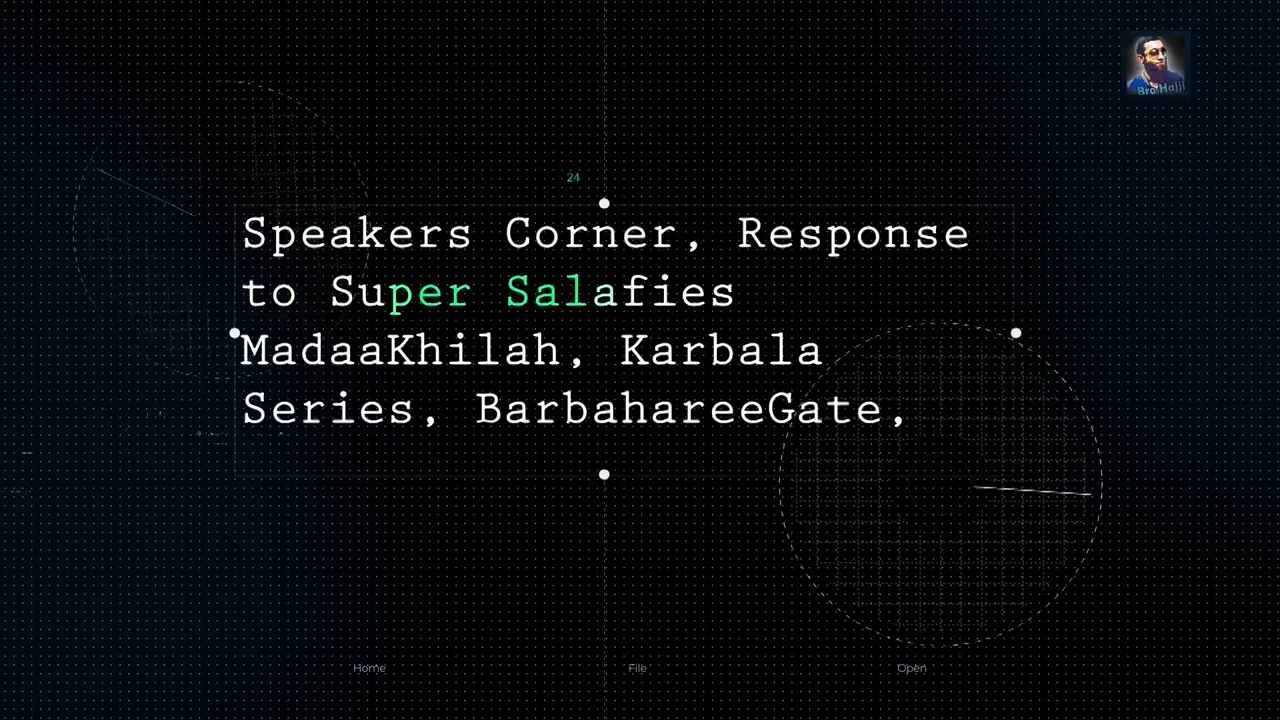 Bro Hajji
24
Speakers Corner, Response
to Super Salafies
MadaaKhilah, Karbala
Series, BarbahareeGate,
Home
File
Open